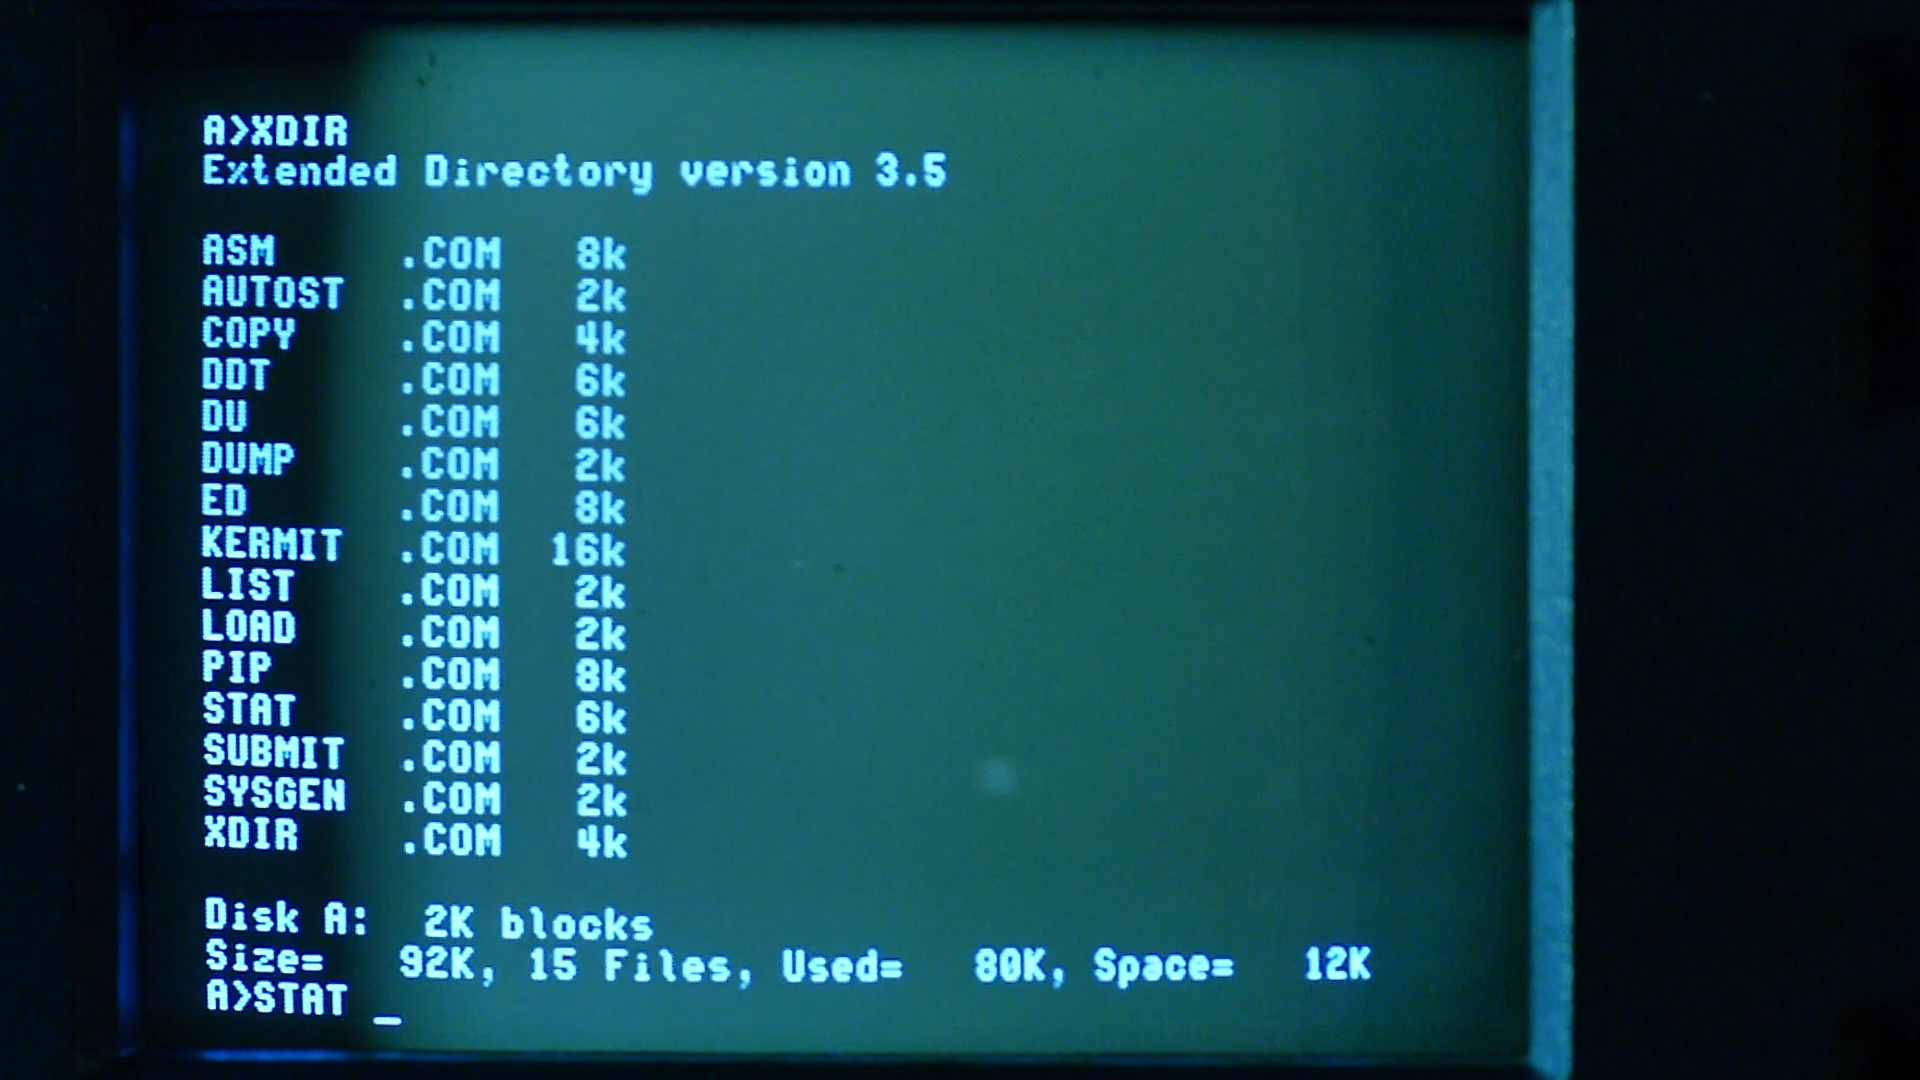 A>XDIR
Extended Directory version 3.5
ASM .COM 8k
AUTOST .COM 2k
COPY .COM 4k
DDT .COM 6k
DU .COM 6k
DUMP .COM 2k
ED .COM 8k
KERMIT .COM 16k
LIST .COM 2k
LOAD .COM 2k
PIP .COM 8k
STAT .COM 6k
SUBMIT .COM 2k
SYSGEN .COM 2k
XDIR .COM 4k
Disk A: 2K blocks
Size= 92K, 15 Files, Used= 80K, Space= 12K
A>STAT _